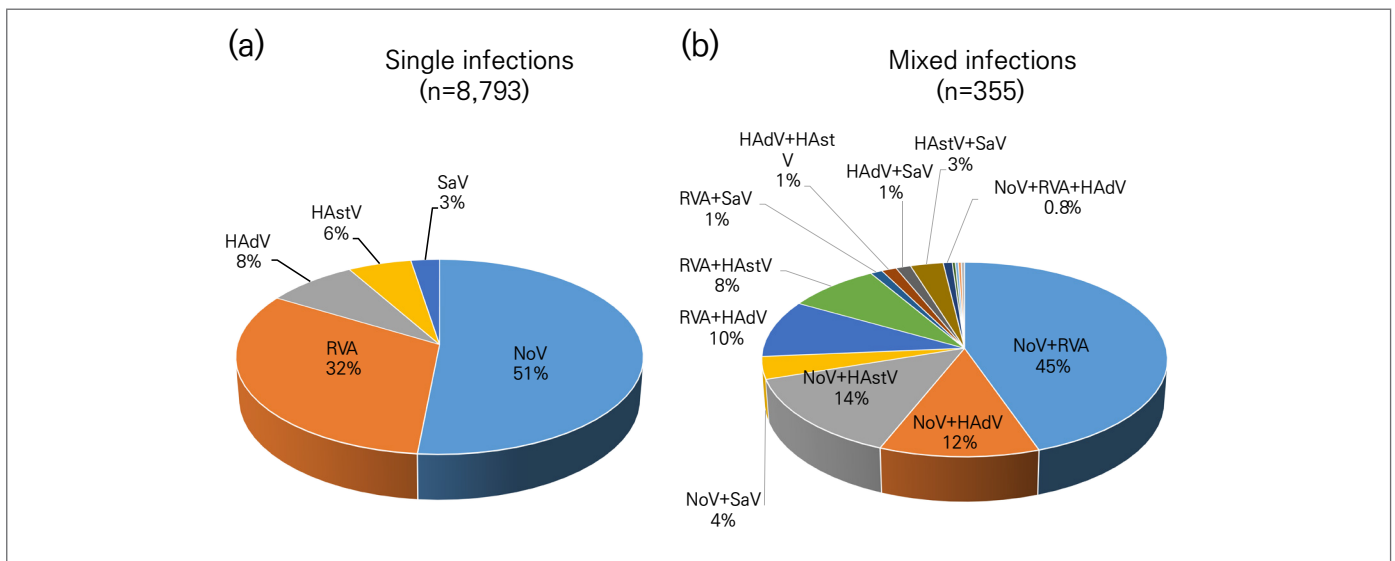 (a)
Single infections
(n=8,793)
SaV
3%
HAstV
6%
HAdV
8%
RVA
32%
NoV
51%
(b)
Mixed infections
(n=355)
HAdV+HAst
V
1%
HAdV+SaV
1%
HAstV+SaV
3%
NoV+RVA+HAdV
0.8%
RVA+SaV
1%
RVA+HAstV
8%
RVA+HAdV
10%
NoV+RVA
45%
NoV+HAstV
14%
NoV+HAdV
12%
NoV+SaV
4%